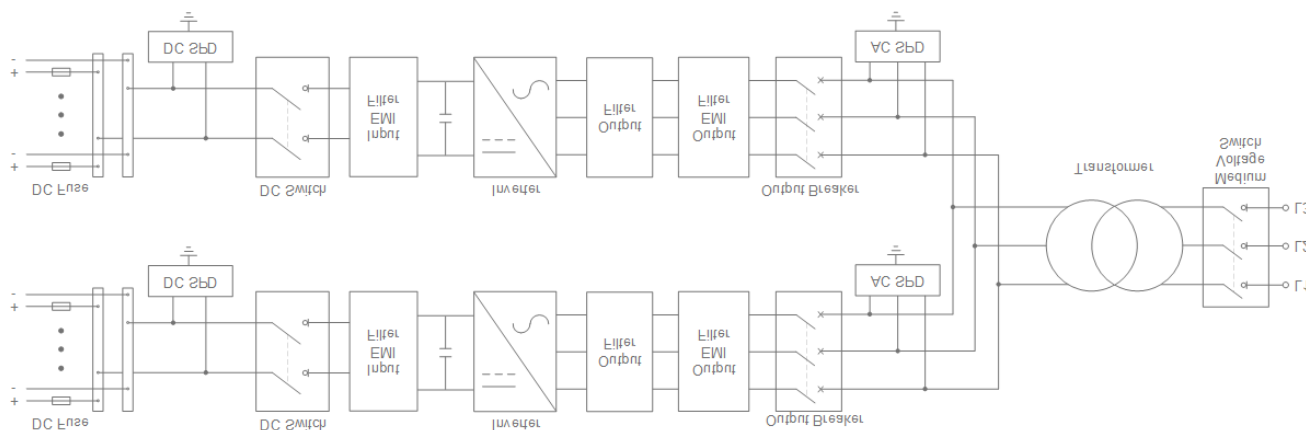 DC Fuse
DC Switch
Inverter
Output Breaker
+
-
Input
EMI
Filter
Output
Filter
Output
EMI
Filter
+
-
DC SPD
AC SPD
L1
L2
L3
Medium
Voltage
Switch
Transformer
DC Fuse
DC Switch
Inverter
Output Breaker
+
-
Input
EMI
Filter
Output
Filter
Output
EMI
Filter
+
-
DC SPD
AC SPD